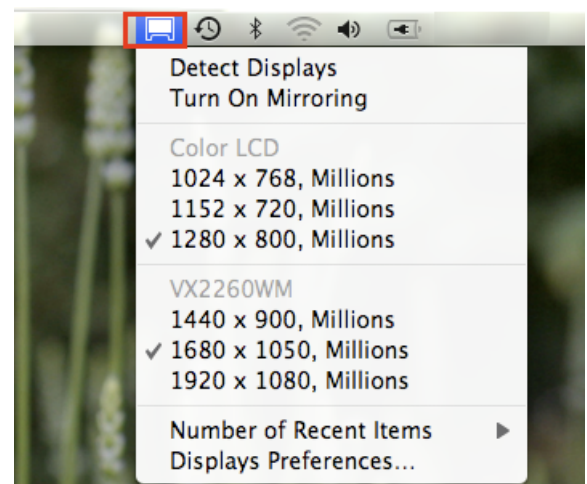 Detect Displays
Turn On Mirroring
Color LCD
1024 x 768, Millions
1152 x 720, Millions
1280 x 800, Millions
VX2260WM
1440 x 900, Millions
1680 x 1050, Millions
1920 x 1080, Millions
Number of Recent Items
Displays Preferences...